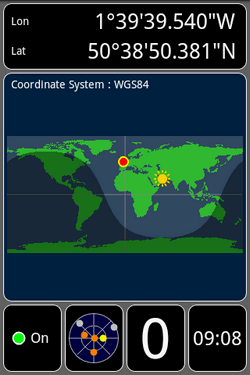 Lon 1°39'39.540"W
Lat 50°38'50.381"N
Coordinate System : WGS84
On 0 09:08